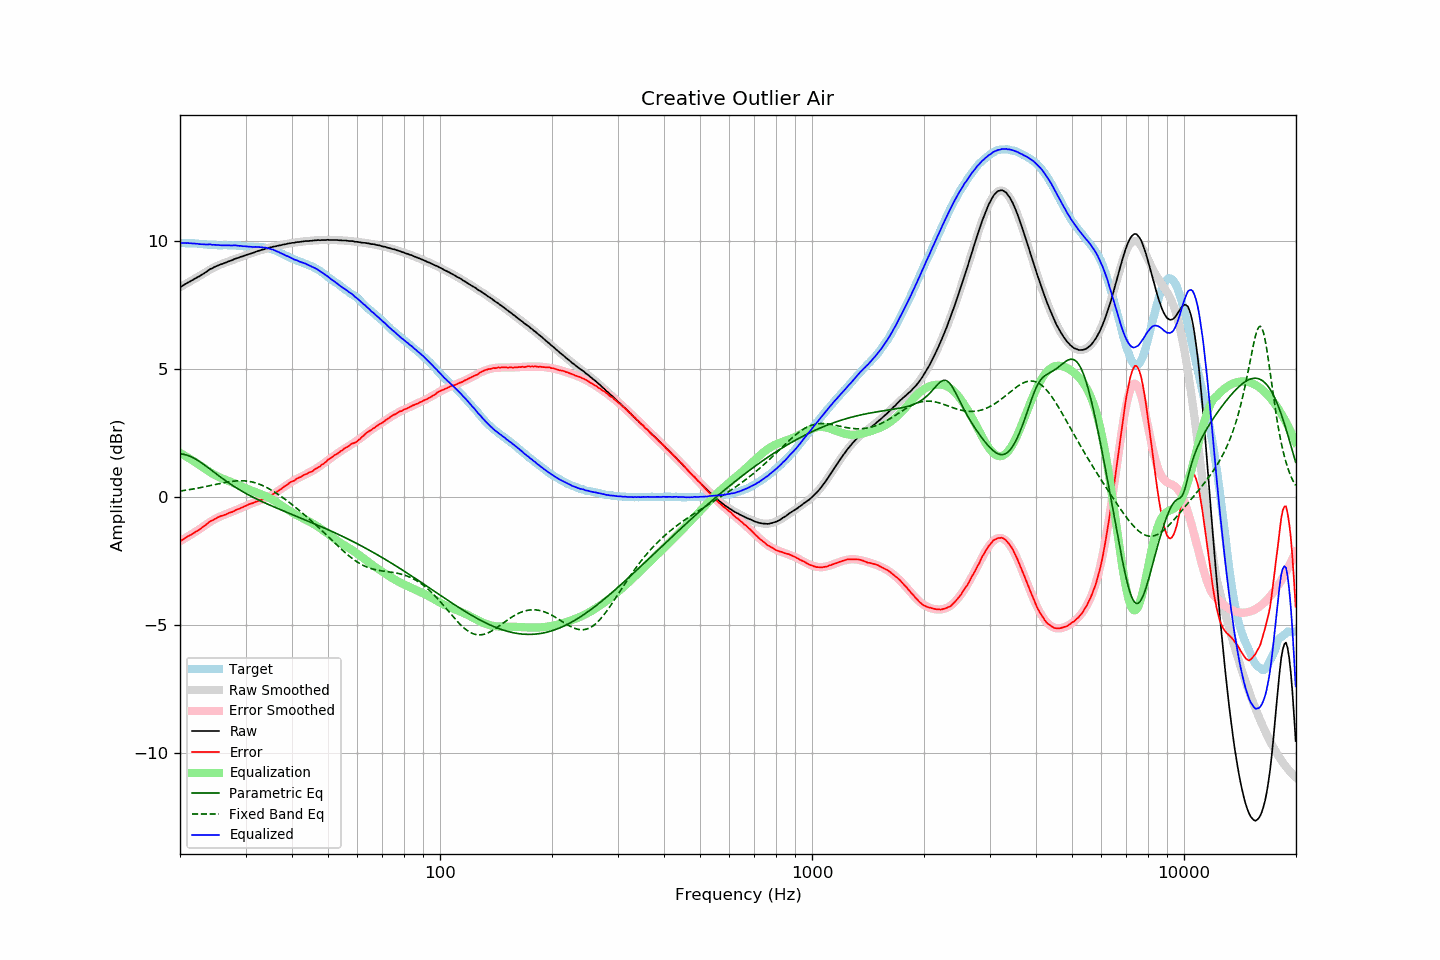 Creative Outlier Air
Amplitude (dBr)
10
5
0
−5
−10
Target
Raw Smoothed
Error Smoothed
Raw
Error
Equalization
Parametric Eq
Fixed Band Eq
Equalized
100
1000
10000
Frequency (Hz)